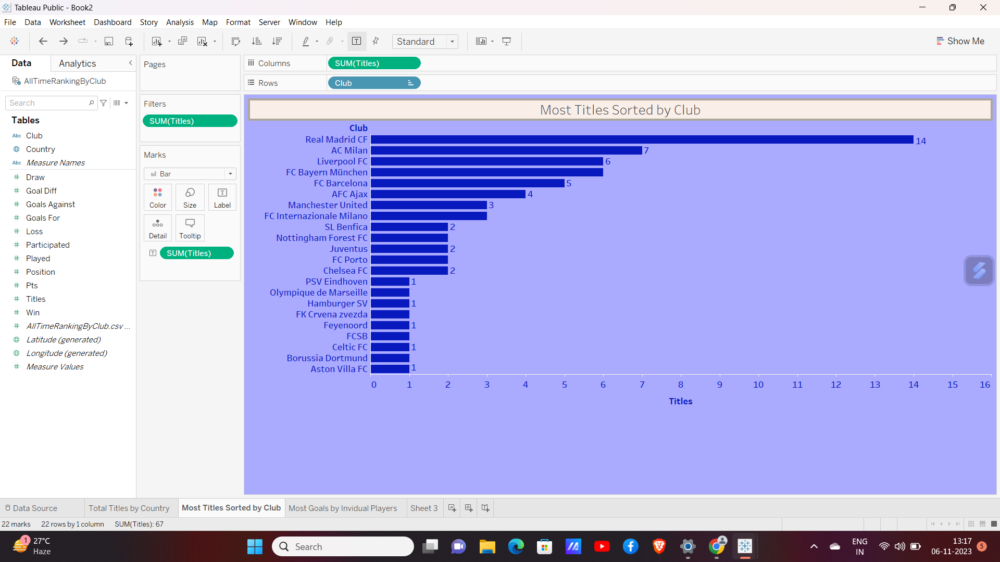 Tableau Public - Book2
File Data Worksheet Dashboard Story Analysis Map Format Server Window Help
Standard
Show Me
Data Analytics
AllTimeRankingByClub
Search
Tables
Abc Club
Country
Abc Measure Names
Draw
Goal Diff
Goals Against
Goals For
Loss
Participated
Played
Position
Pts
Titles
Win
AllTimeRankingByClub.csv ...
Latitude (generated)
Longitude (generated)
Measure Values
Pages
Filters
SUM(Titles)
Marks
Bar
Color Size Label
Detail Tooltip
SUM(Titles)
Columns SUM(Titles)
Rows Club
Most Titles Sorted by Club
Club
Real Madrid CF 14
AC Milan 7
Liverpool FC 6
FC Bayern München
FC Barcelona 5
AFC Ajax 4
Manchester United 3
FC Internazionale Milano
SL Benfica 2
Nottingham Forest FC
Juventus 2
FC Porto
Chelsea FC 2
PSV Eindhoven 1
Olympique de Marseille
Hamburger SV 1
FK Crvena zvezda
Feyenoord 1
FCSB
Celtic FC 1
Borussia Dortmund
Aston Villa FC 1
0 1 2 3 4 5 6 7 8 9 10 11 12 13 14 15 16
Titles
Data Source Total Titles by Country Most Titles Sorted by Club Most Goals by Invidual Players Sheet 3
22 marks 22 rows by 1 column SUM(Titles): 67
1
27°C
Haze
Search
ENG
IN
13:17
06-11-2023
5